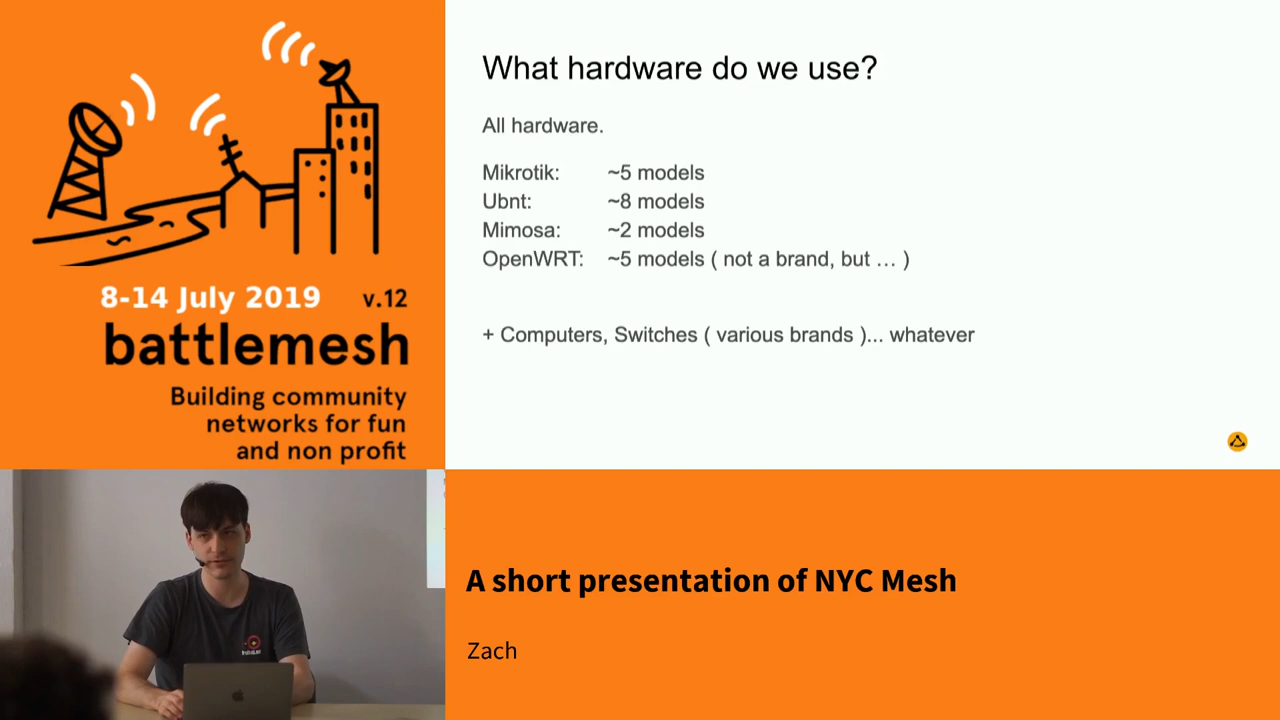 What hardware do we use?
All hardware.
Mikrotik: ~5 models
Ubnt: ~8 models
Mimosa: ~2 models
OpenWRT: ~5 models ( not a brand, but … )
+ Computers, Switches ( various brands )... whatever
8-14 July 2019 v.12
battlemesh
Building community
networks for fun
and non profit
A short presentation of NYC Mesh
Zach